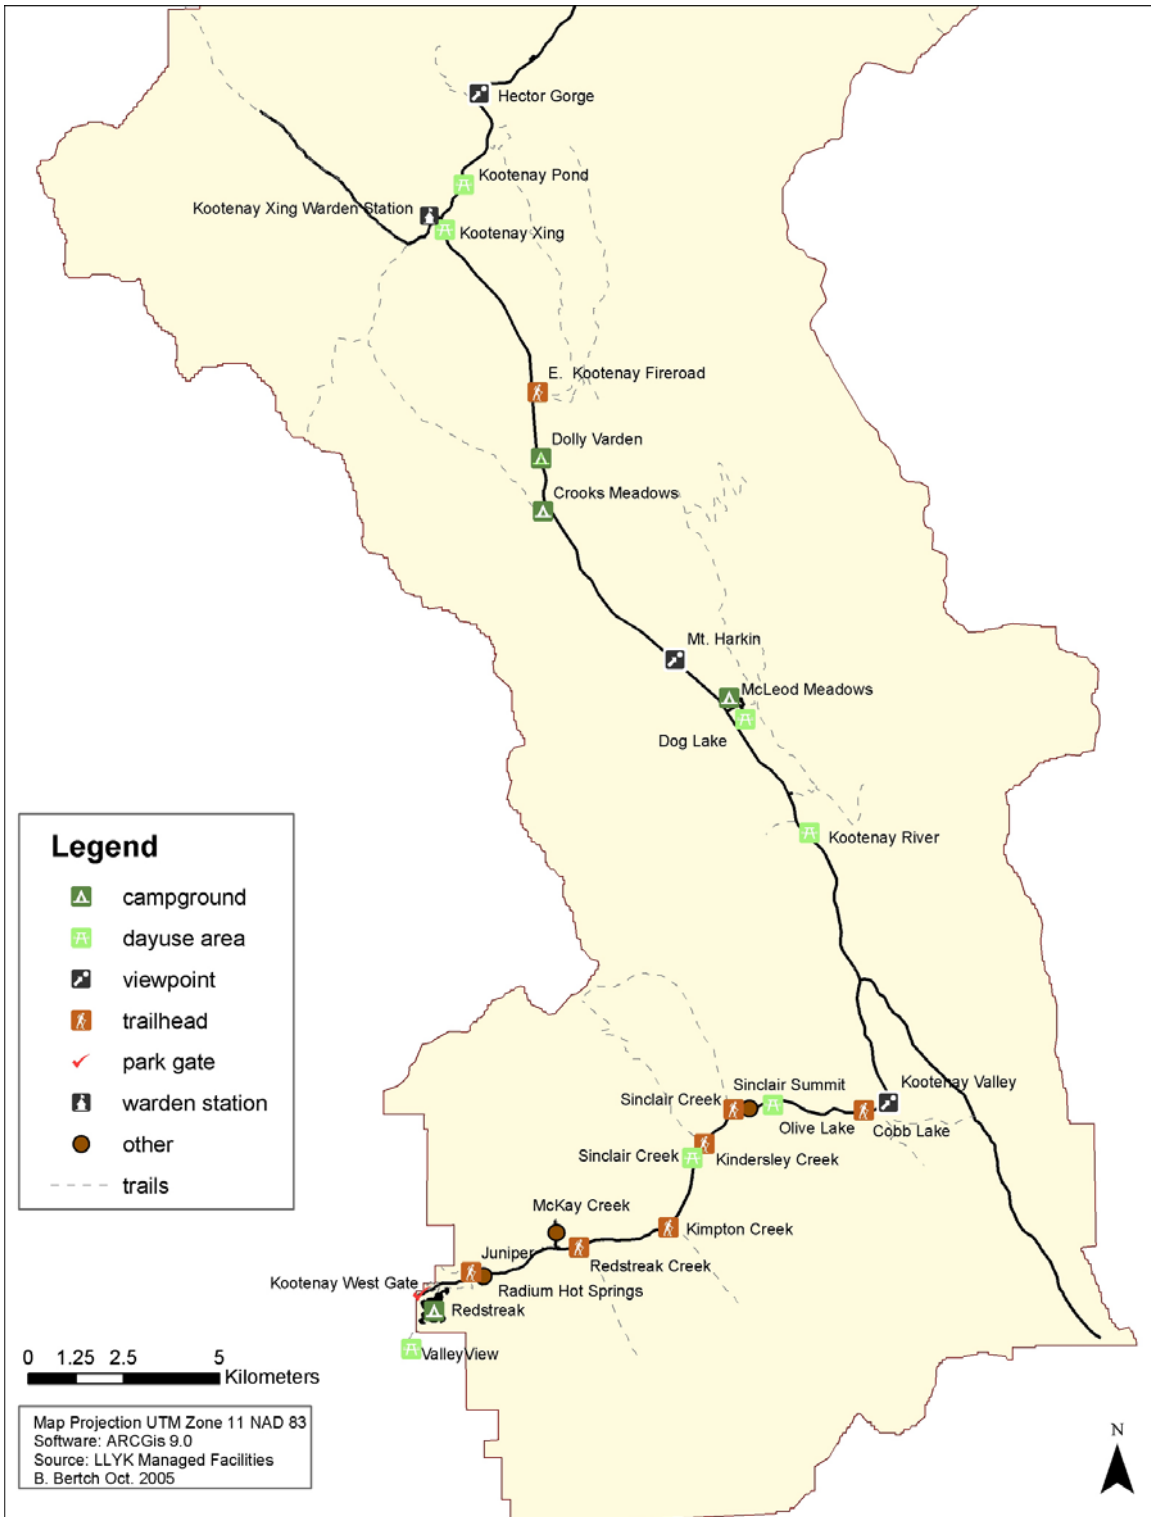 Hector Gorge
Kootenay Pond
Kootenay Xing Warden Station
Kootenay Xing
E. Kootenay Fireroad
Dolly Varden
Crooks Meadows
Mt. Harkin
McLeod Meadows
Dog Lake
Kootenay River
Legend
campground
dayuse area
viewpoint
trailhead
park gate
warden station
other
trails
Kootenay Valley
Sinclair Summit
Sinclair Creek
Olive Lake
Cobb Lake
Sinclair Creek
Kindersley Creek
McKay Creek
Kimpton Creek
Juniper
Redstreak Creek
Kootenay West Gate
Radium Hot Springs
Redstreak
ValleyView
0 1.25 2.5 5
Kilometers
Map Projection UTM Zone 11 NAD 83
Software: ARCGis 9.0
Source: LLYK Managed Facilities
B. Bertch Oct. 2005
N